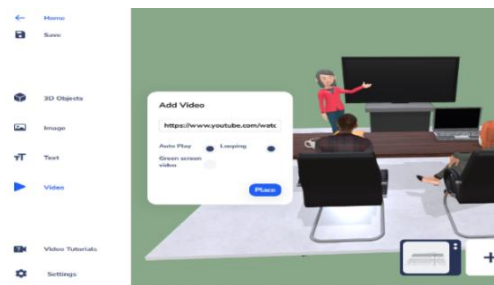 Home
Save
3D Objects
Image
Text
Video
Video Tutorials
Settings
Add Video
https://www.youtube.com/watc
Auto Play
Looping
Green screen
video
Place